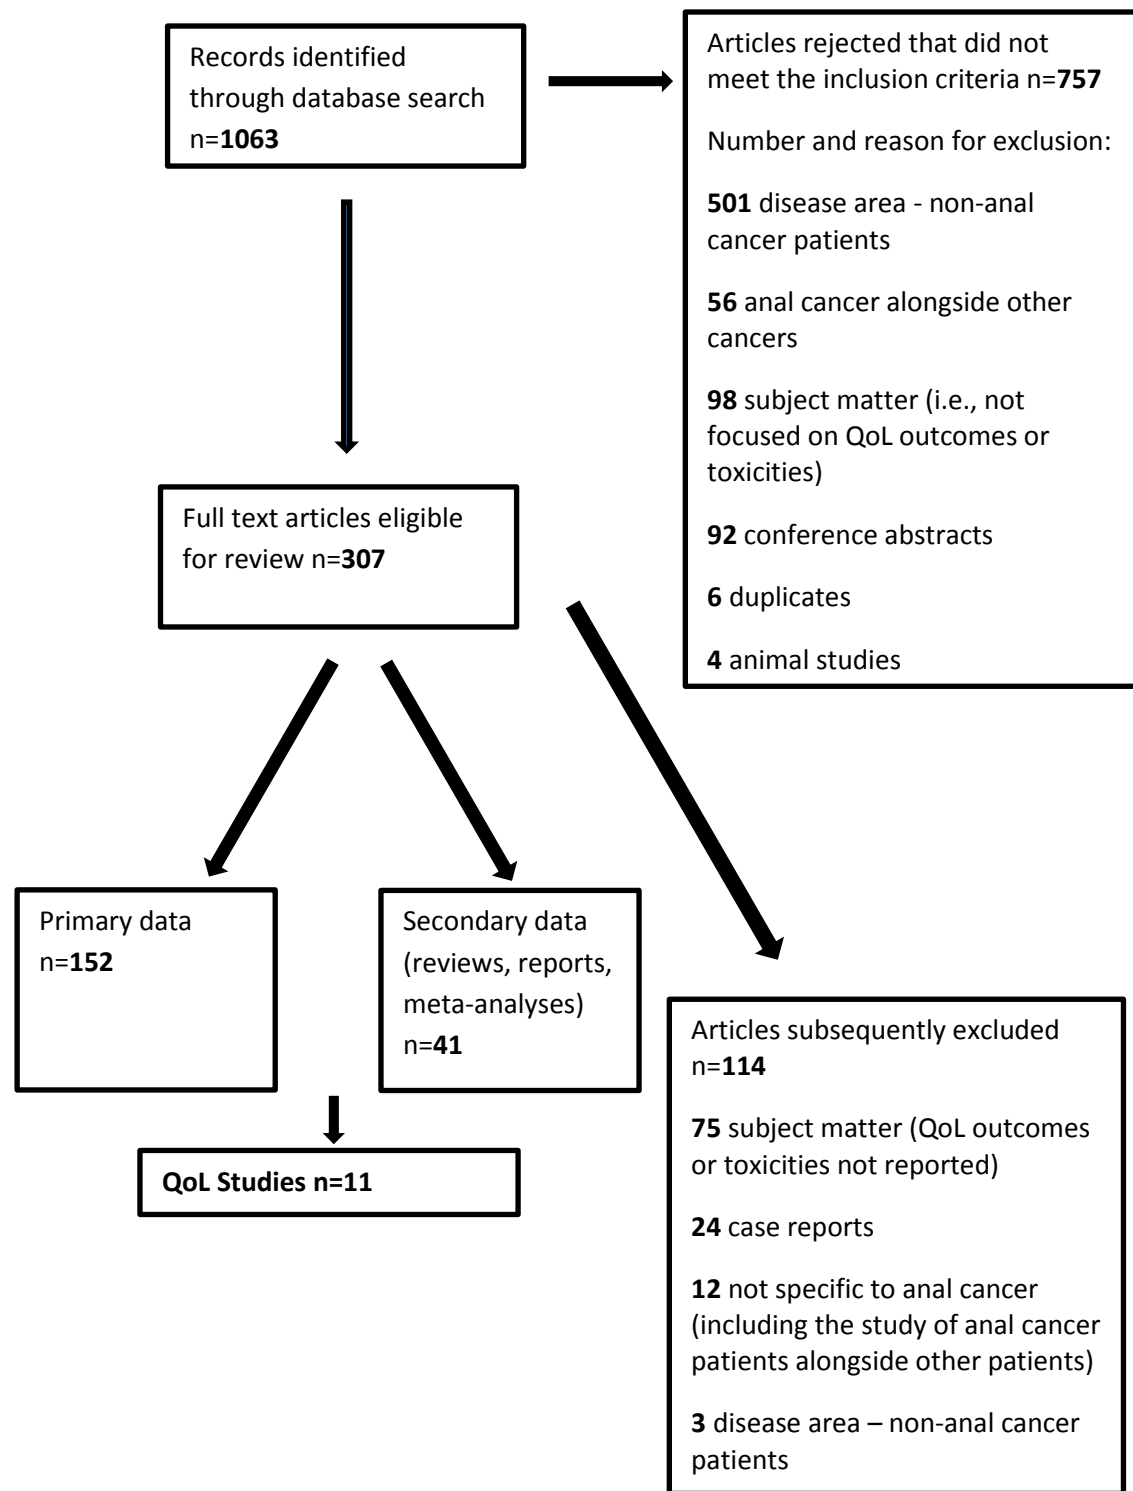 Records identified
through database search
n=1063
Articles rejected that did not
meet the inclusion criteria n=757
Number and reason for exclusion:
501 disease area - non-anal
cancer patients
56 anal cancer alongside other
cancers
98 subject matter (i.e., not
focused on QoL outcomes or
toxicities)
92 conference abstracts
6 duplicates
4 animal studies
Full text articles eligible
for review n=307
Primary data
n=152
Secondary data
(reviews, reports,
meta-analyses)
n=41
QoL Studies n=11
Articles subsequently excluded
n=114
75 subject matter (QoL outcomes
or toxicities not reported)
24 case reports
12 not specific to anal cancer
(including the study of anal cancer
patients alongside other patients)
3 disease area – non-anal cancer
patients